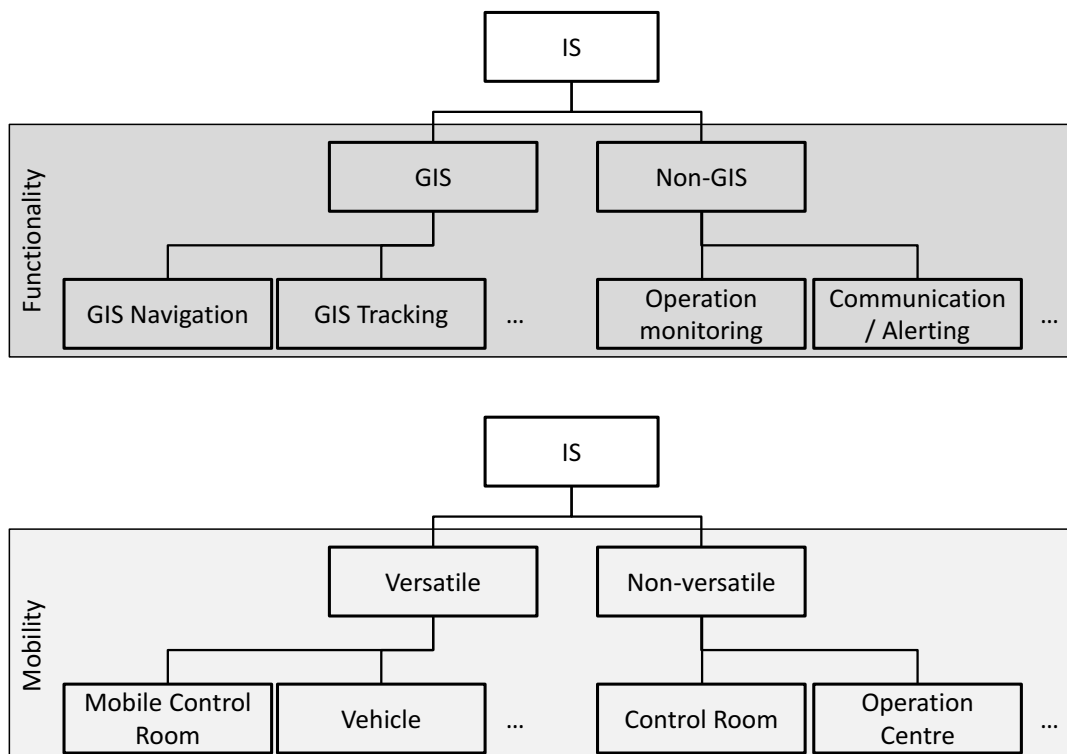 IS
Functionality
GIS
Non-GIS
GIS Navigation
GIS Tracking
...
Operation
monitoring
Communication
/ Alerting
...
IS
Mobility
Versatile
Non-versatile
Mobile Control
Room
Vehicle
...
Control Room
Operation
Centre
...